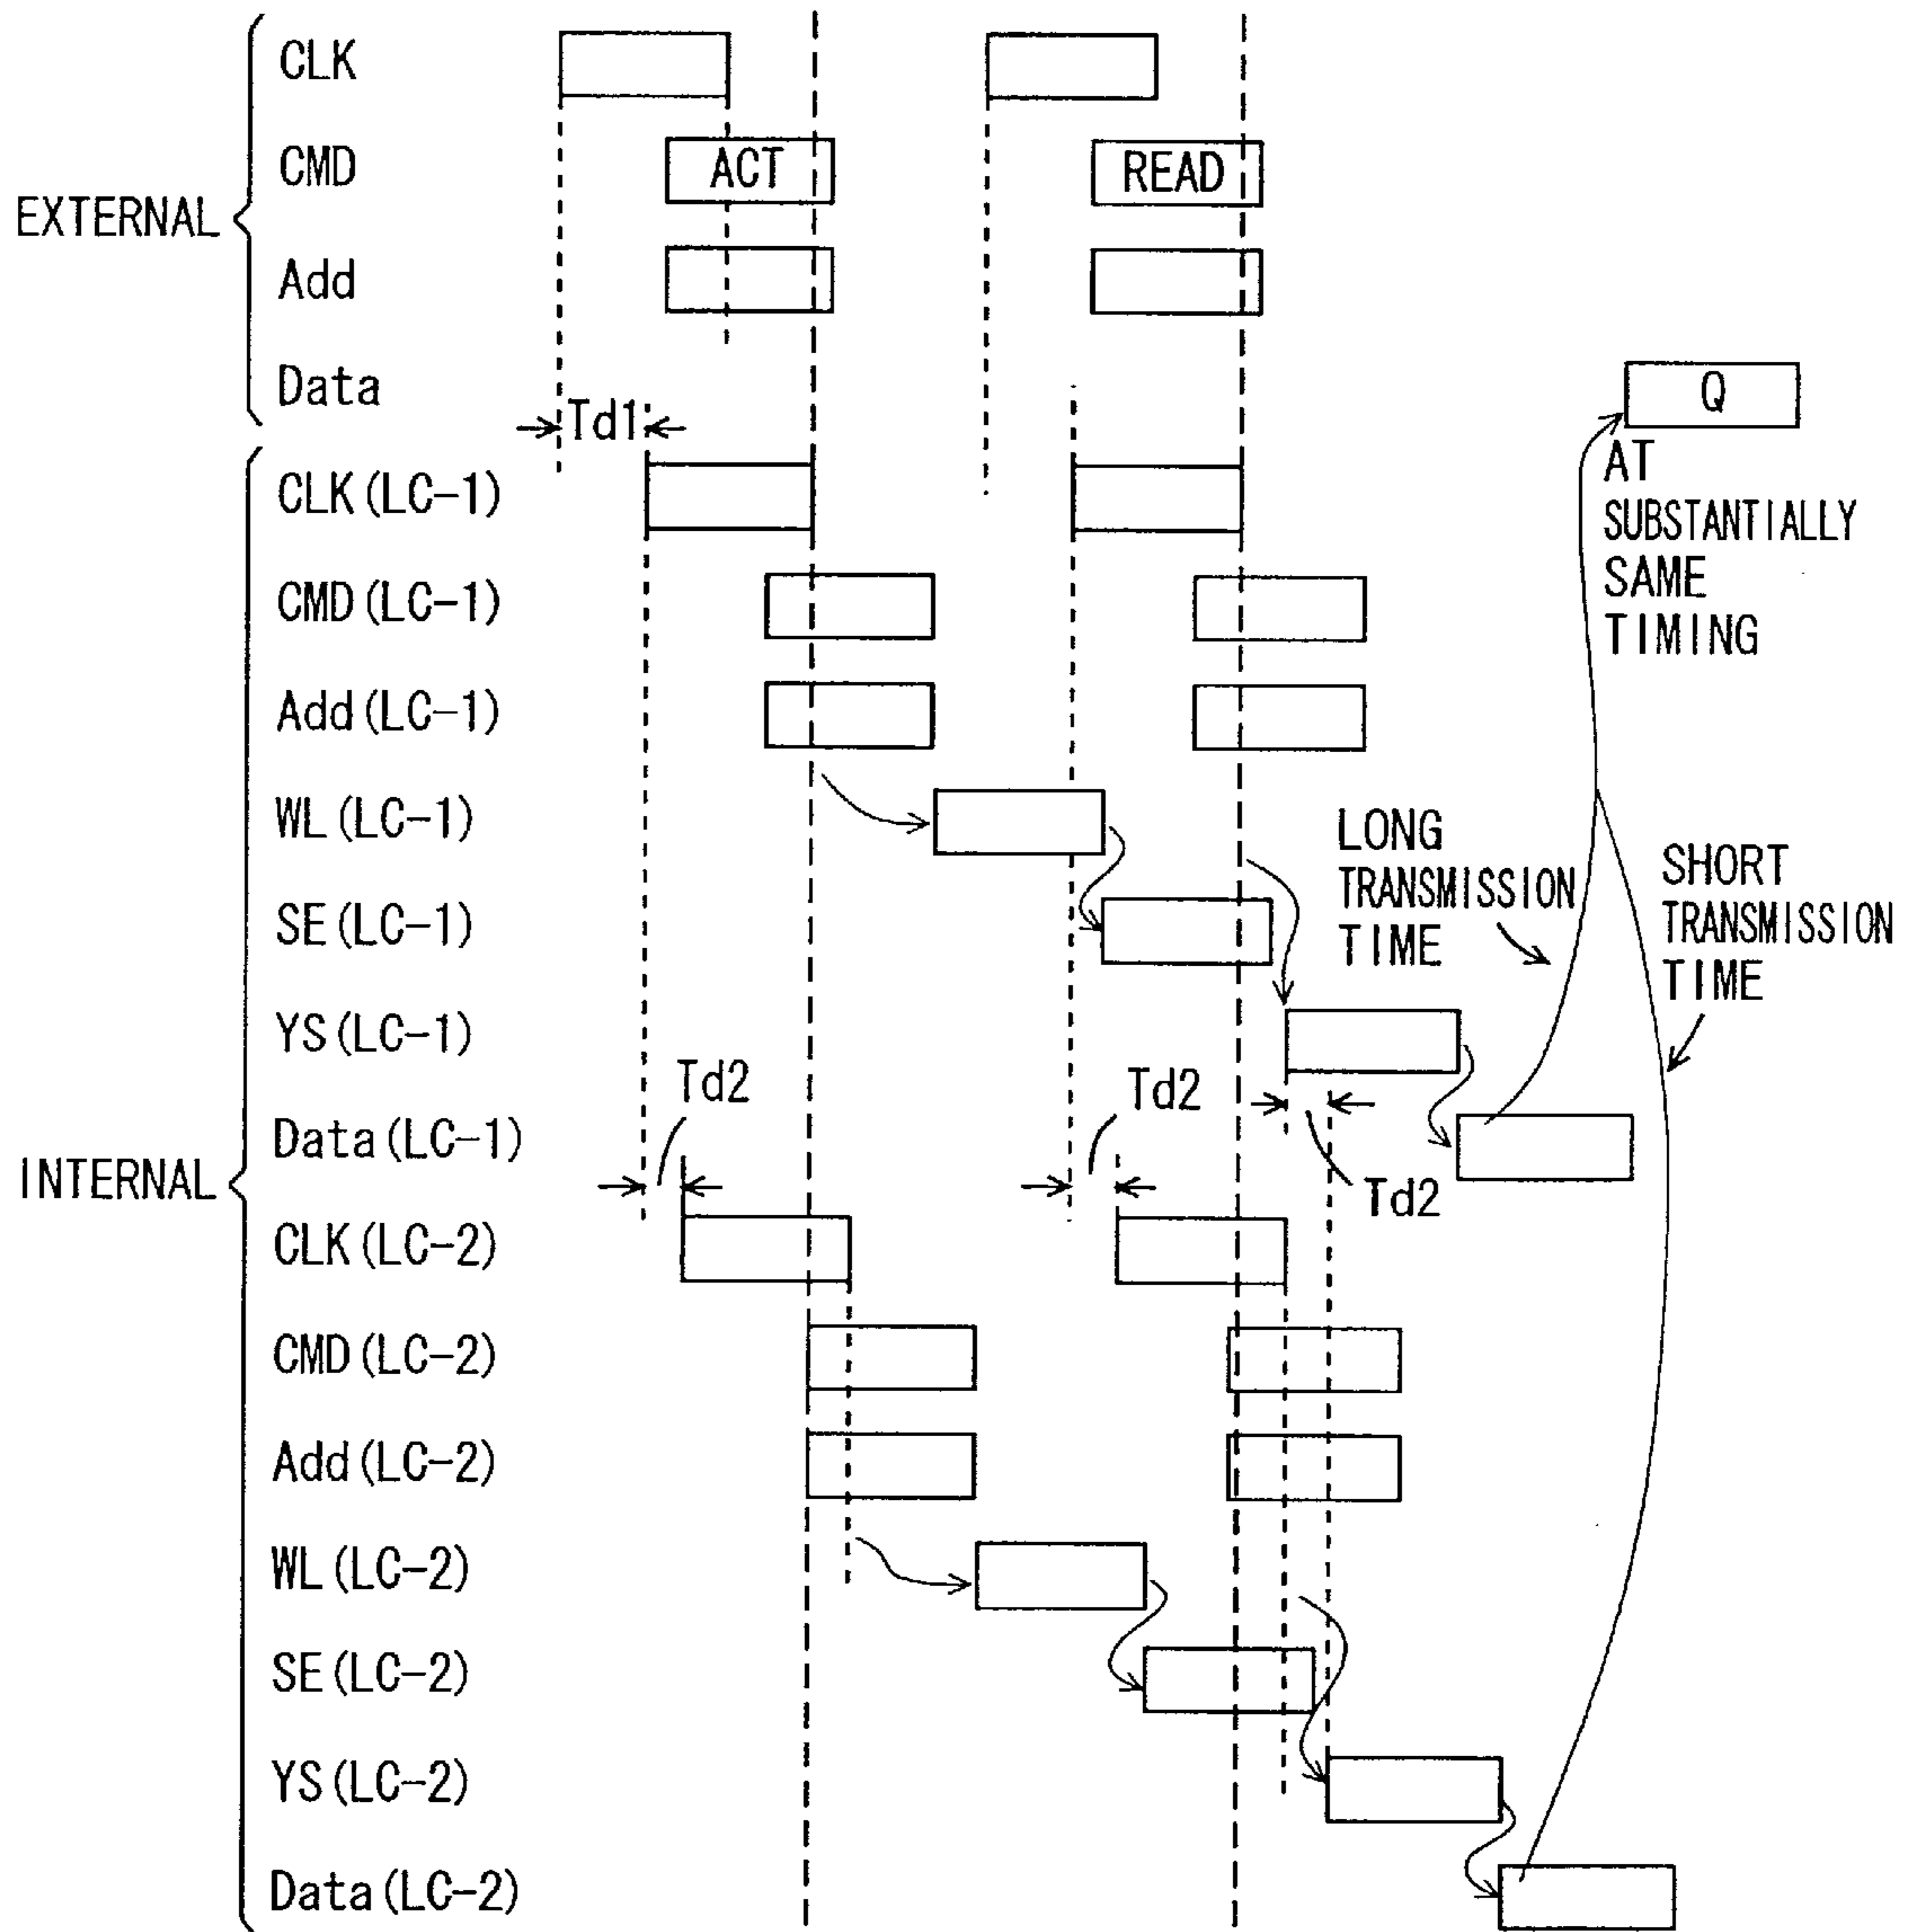 EXTERNAL
CLK
CMD
ACT
READ
Add
Data
Q
Td1
AT
SUBSTANTIALLY
SAME
TIMING
INTERNAL
CLK(LC-1)
CMD(LC-1)
Add(LC-1)
WL(LC-1)
LONG
TRANSMISSION
TIME
SHORT
TRANSMISSION
TIME
SE(LC-1)
YS(LC-1)
Td2
Td2
Td2
Data(LC-1)
CLK(LC-2)
CMD(LC-2)
Add(LC-2)
WL(LC-2)
SE(LC-2)
YS(LC-2)
Data(LC-2)